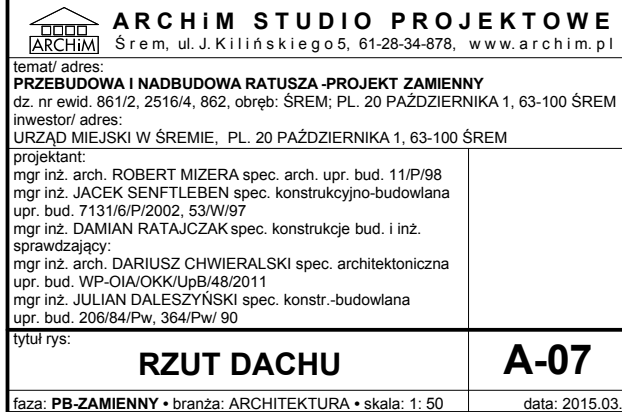 ARCHiM STUDIO PROJEKTOWE
ARCHiM
Śrem, ul. J. Kilińskiego 5, 61-28-34-878, www.archim.pl
temat/ adres:
PRZEBUDOWA I NADBUDOWA RATUSZA -PROJEKT ZAMIENNY
dz. nr ewid. 861/2, 2516/4, 862, obręb: ŚREM; PL. 20 PAŹDZIERNIKA 1, 63-100 ŚREM
inwestor/ adres:
URZĄD MIEJSKI W ŚREMIE, PL. 20 PAŹDZIERNIKA 1, 63-100 ŚREM
projektant:
mgr inż. arch. ROBERT MIZERA spec. arch. upr. bud. 11/P/98
mgr inż. JACEK SENFTLEBEN spec. konstrukcyjno-budowlana
upr. bud. 7131/6/P/2002, 53/W/97
mgr inż. DAMIAN RATAJCZAK spec. konstrukcje bud. i inż.
sprawdzający:
mgr inż. arch. DARIUSZ CHWIERALSKI spec. architektoniczna
upr. bud. WP-OIA/OKK/UpB/48/2011
mgr inż. JULIAN DALESZYŃSKI spec. konstr.-budowlana
upr. bud. 206/84/Pw, 364/Pw/ 90
tytuł rys:
RZUT DACHU
A-07
faza: PB-ZAMIENNY • branża: ARCHITEKTURA • skala: 1: 50
data: 2015.03.